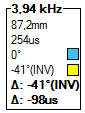 3,94 kHz
87,2mm
254us
0°
-41°(INV)
Δ: -41°(INV)
Δ: -98us